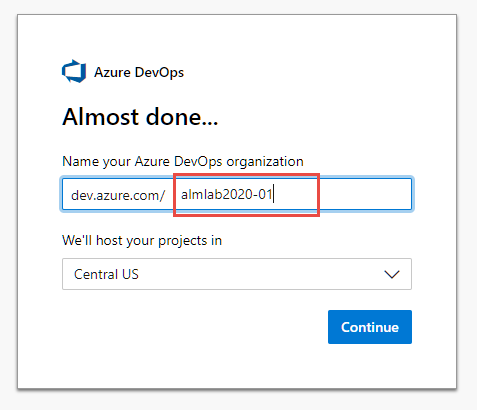 Azure DevOps
Almost done...
Name your Azure DevOps organization
dev.azure.com/ almlab2020-01
We'll host your projects in
Central US
Continue